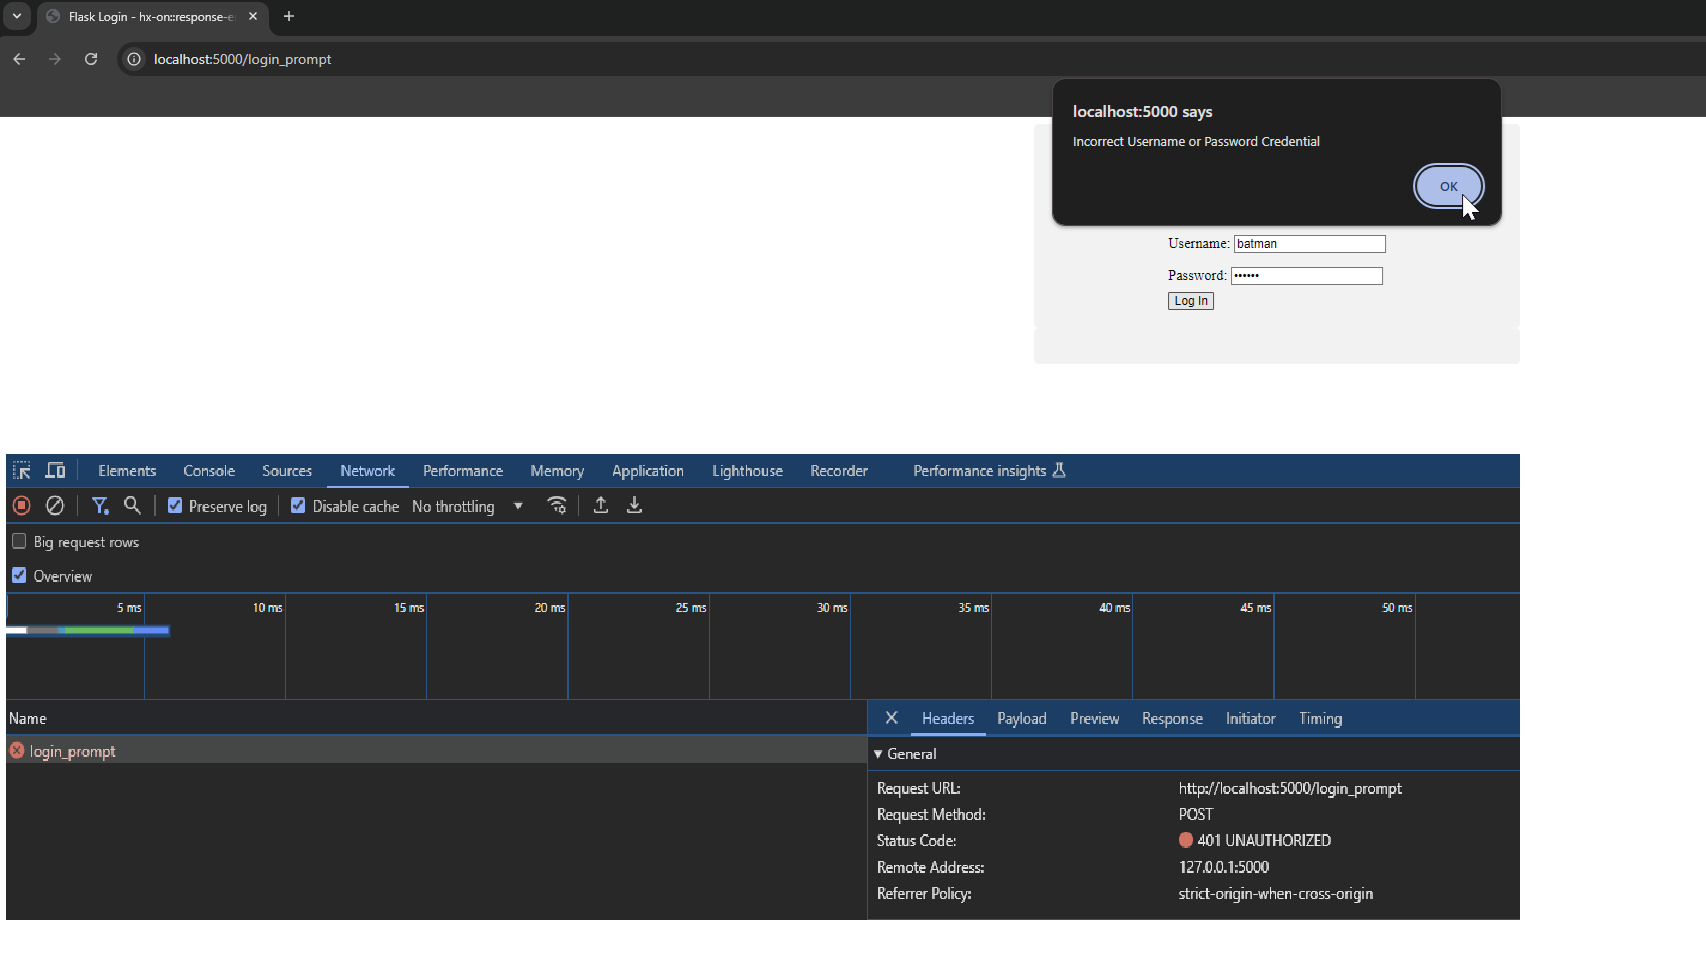 Flask Login - hx-on::response-e
localhost:5000/login_prompt
localhost:5000 says
Incorrect Username or Password Credential
OK
Username: batman
Password: ••••••
Log In
Elements Console Sources Network Performance Memory Application Lighthouse Recorder Performance insights
Preserve log Disable cache No throttling
Big request rows
Overview
5 ms 10 ms 15 ms 20 ms 25 ms 30 ms 35 ms 40 ms 45 ms 50 ms
Name
login_prompt
Headers Payload Preview Response Initiator Timing
General
Request URL: http://localhost:5000/login_prompt
Request Method: POST
Status Code: 401 UNAUTHORIZED
Remote Address: 127.0.0.1:5000
Referrer Policy: strict-origin-when-cross-origin